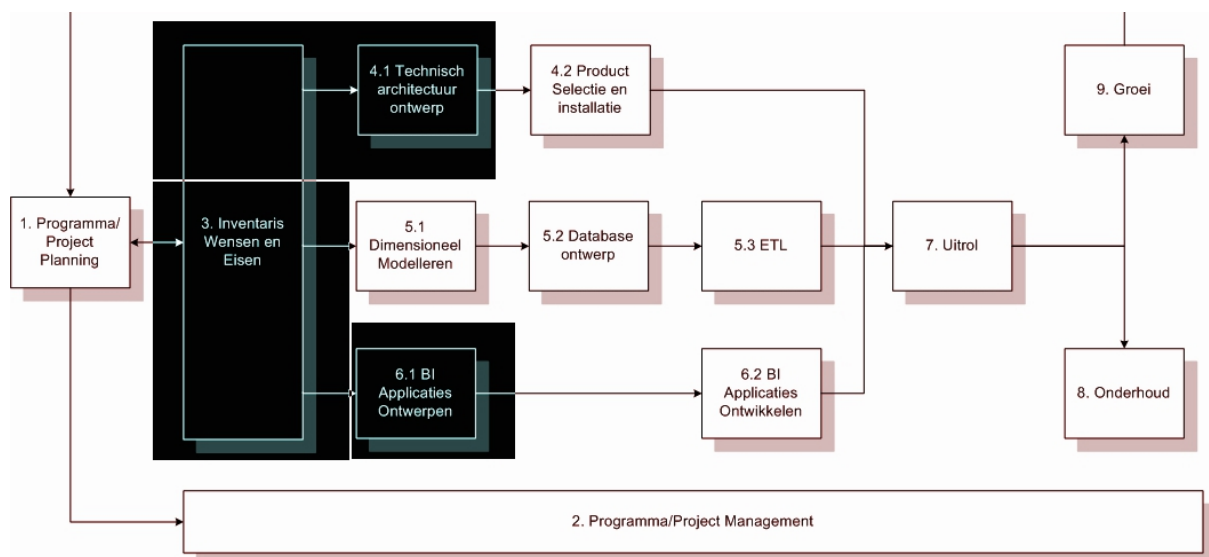 4.1 Technisch
architectuur
ontwerp
4.2 Product
Selectie en
installatie
9. Groei
1. Programma/
Project
Planning
3. Inventaris
Wensen en
Eisen
5.1
Dimensioneel
Modelleren
5.2 Database
ontwerp
5.3 ETL
7. Uitrol
6.1 BI
Applicaties
Ontwerpen
6.2 BI
Applicaties
Ontwikkelen
8. Onderhoud
2. Programma/Project Management